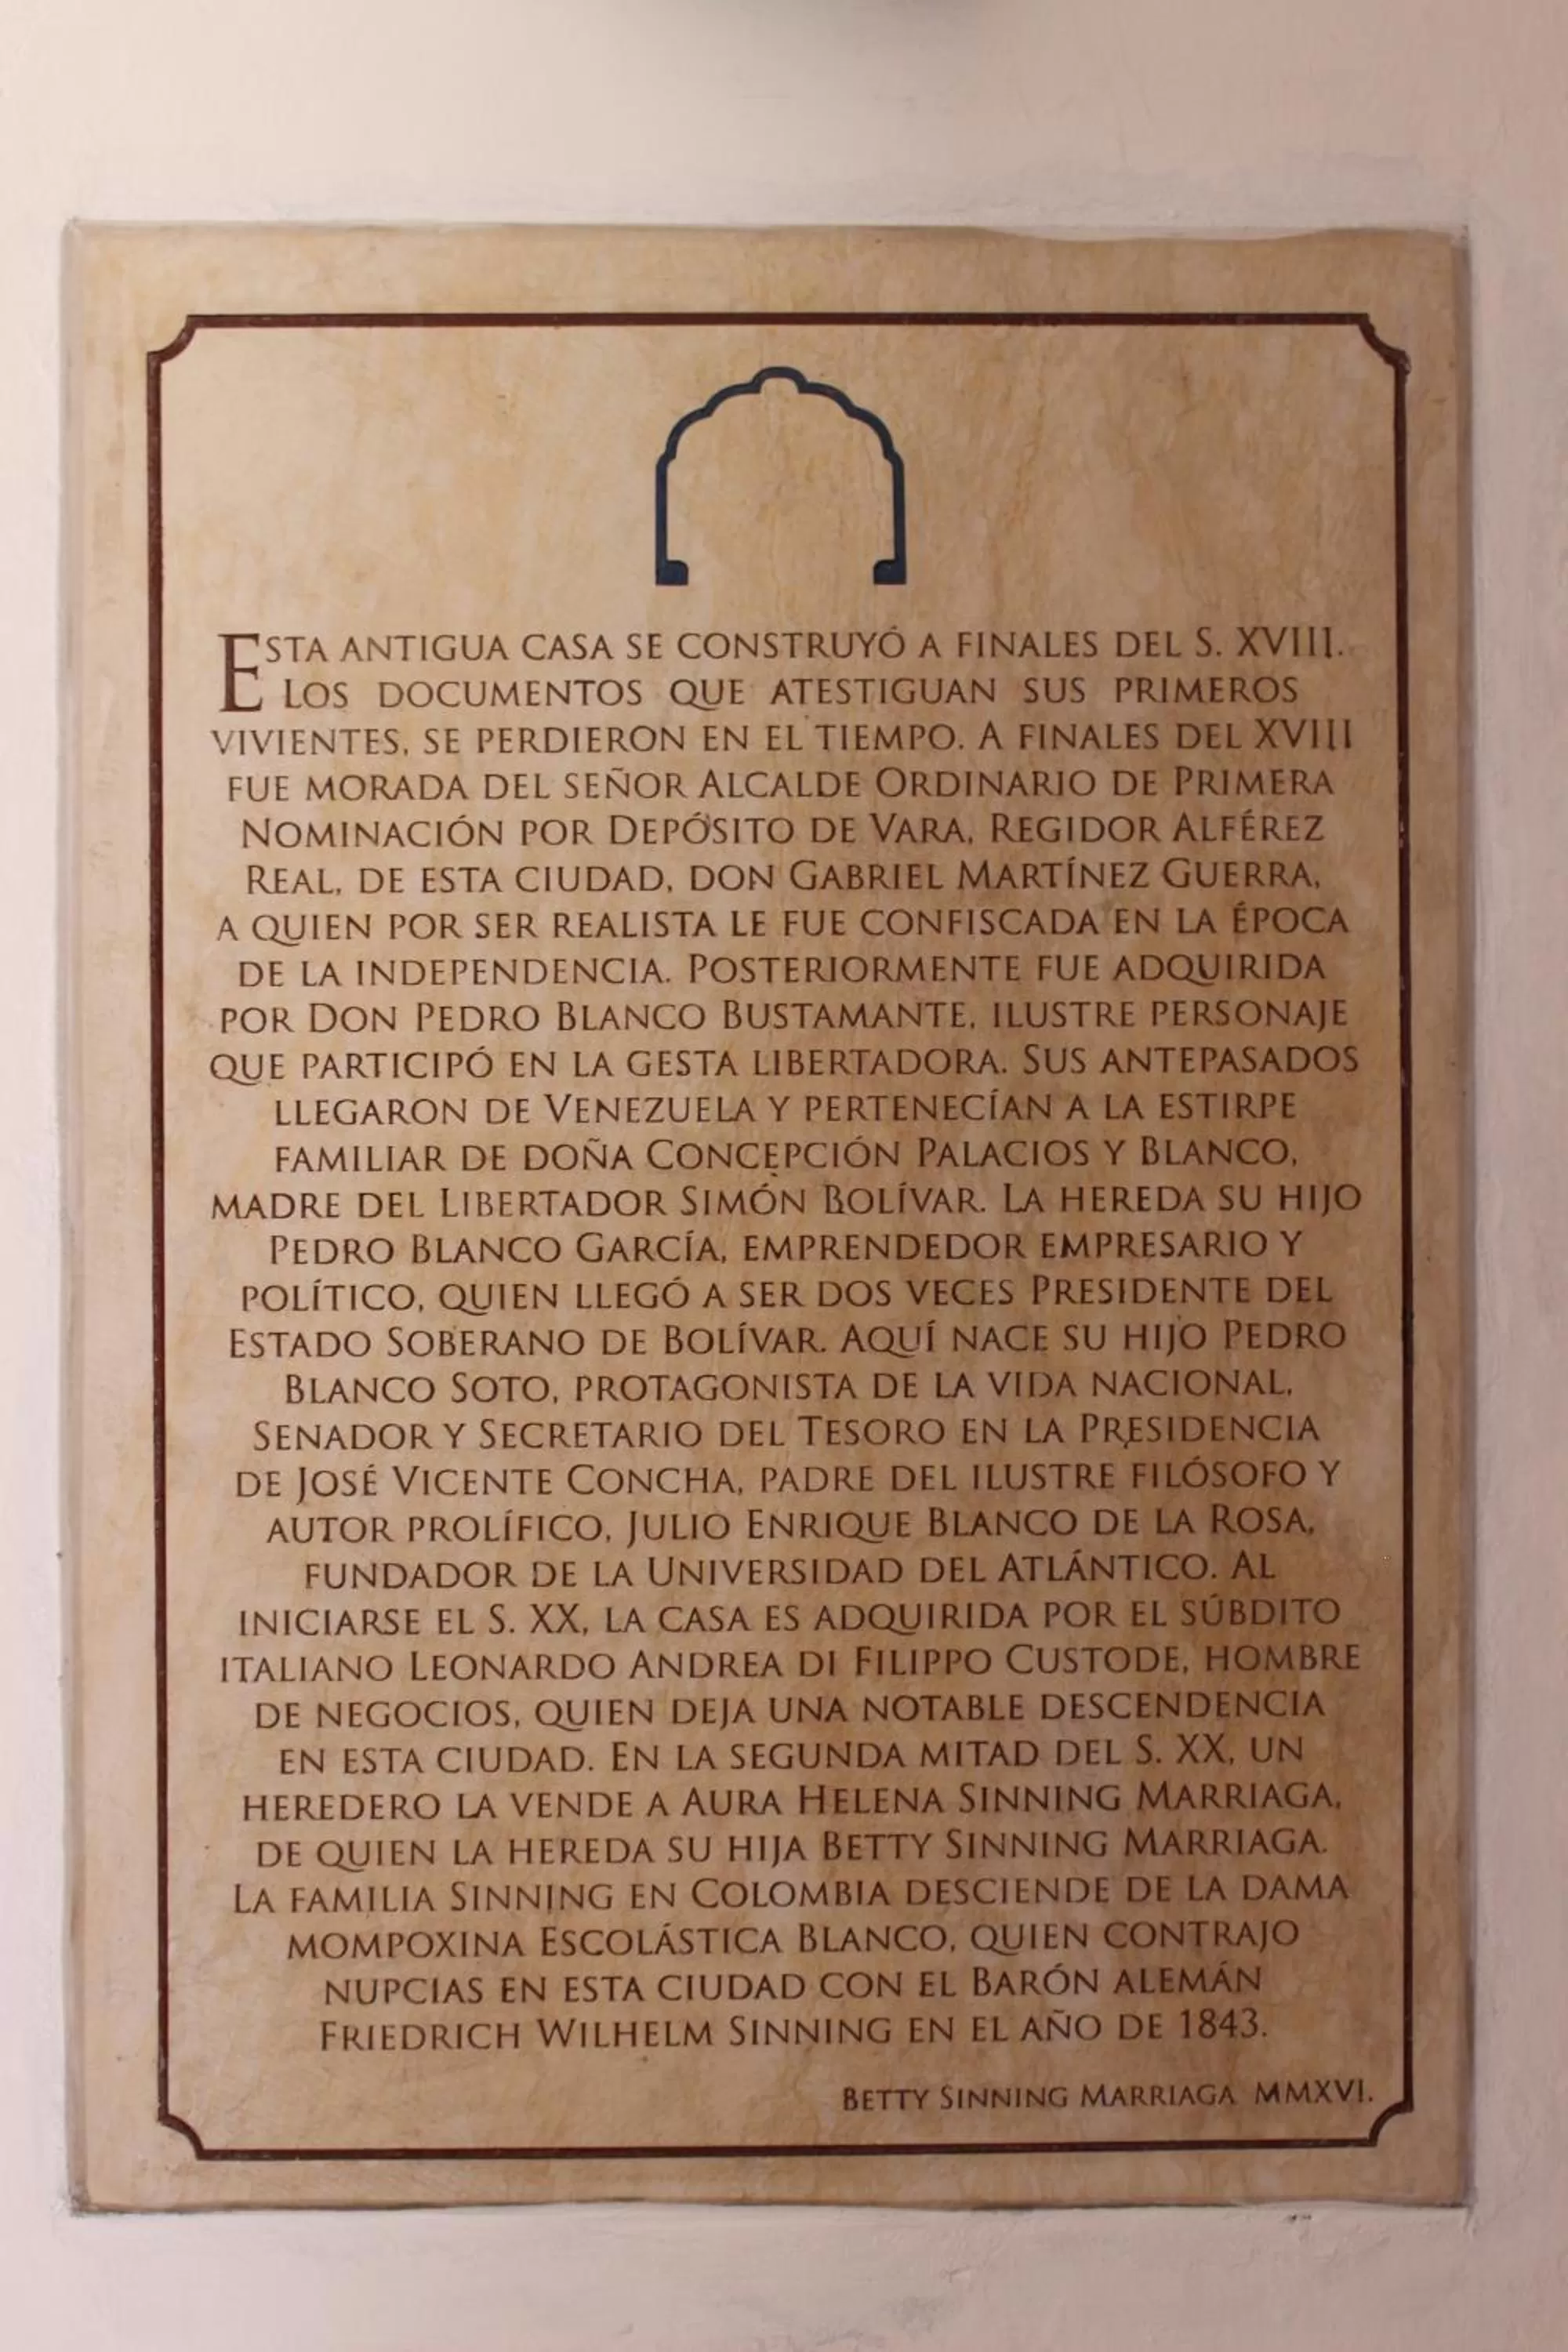 ESTA ANTIGUA CASA SE CONSTRUYÓ A FINALES DEL S. XVIII.
LOS DOCUMENTOS QUE ATESTIGUAN SUS PRIMEROS
VIVIENTES, SE PERDIERON EN EL TIEMPO. A FINALES DEL XVIII
FUE MORADA DEL SEÑOR ALCALDE ORDINARIO DE PRIMERA
NOMINACIÓN POR DEPÓSITO DE VARA, REGIDOR ALFÉREZ
REAL, DE ESTA CIUDAD, DON GABRIEL MARTÍNEZ GUERRA,
A QUIEN POR SER REALISTA LE FUE CONFISCADA EN LA ÉPOCA
DE LA INDEPENDENCIA. POSTERIORMENTE FUE ADQUIRIDA
POR DON PEDRO BLANCO BUSTAMANTE, ILUSTRE PERSONAJE
QUE PARTICIPÓ EN LA GESTA LIBERTADORA. SUS ANTEPASADOS
LLEGARON DE VENEZUELA Y PERTENECÍAN A LA ESTIRPE
FAMILIAR DE DOÑA CONCEPCIÓN PALACIOS Y BLANCO,
MADRE DEL LIBERTADOR SIMÓN BOLÍVAR. LA HEREDA SU HIJO
PEDRO BLANCO GARCÍA, EMPRENDEDOR EMPRESARIO Y
POLÍTICO, QUIEN LLEGÓ A SER DOS VECES PRESIDENTE DEL
ESTADO SOBERANO DE BOLÍVAR. AQUÍ NACE SU HIJO PEDRO
BLANCO SOTO, PROTAGONISTA DE LA VIDA NACIONAL,
SENADOR Y SECRETARIO DEL TESORO EN LA PRESIDENCIA
DE JOSÉ VICENTE CONCHA, PADRE DEL ILUSTRE FILÓSOFO Y
AUTOR PROLÍFICO, JULIO ENRIQUE BLANCO DE LA ROSA,
FUNDADOR DE LA UNIVERSIDAD DEL ATLÁNTICO. AL
INICIARSE EL S. XX, LA CASA ES ADQUIRIDA POR EL SÚBDITO
ITALIANO LEONARDO ANDREA DI FILIPPO CUSTODE, HOMBRE
DE NEGOCIOS, QUIEN DEJA UNA NOTABLE DESCENDENCIA
EN ESTA CIUDAD. EN LA SEGUNDA MITAD DEL S. XX, UN
HEREDERO LA VENDE A AURA HELENA SINNING MARRIAGA,
DE QUIEN LA HEREDA SU HIJA BETTY SINNING MARRIAGA.
LA FAMILIA SINNING EN COLOMBIA DESCIENDE DE LA DAMA
MOMPOXINA ESCOLÁSTICA BLANCO, QUIEN CONTRAJO
NUPCIAS EN ESTA CIUDAD CON EL BARÓN ALEMÁN
FRIEDRICH WILHELM SINNING EN EL AÑO DE 1843.
BETTY SINNING MARRIAGA MMXVI.